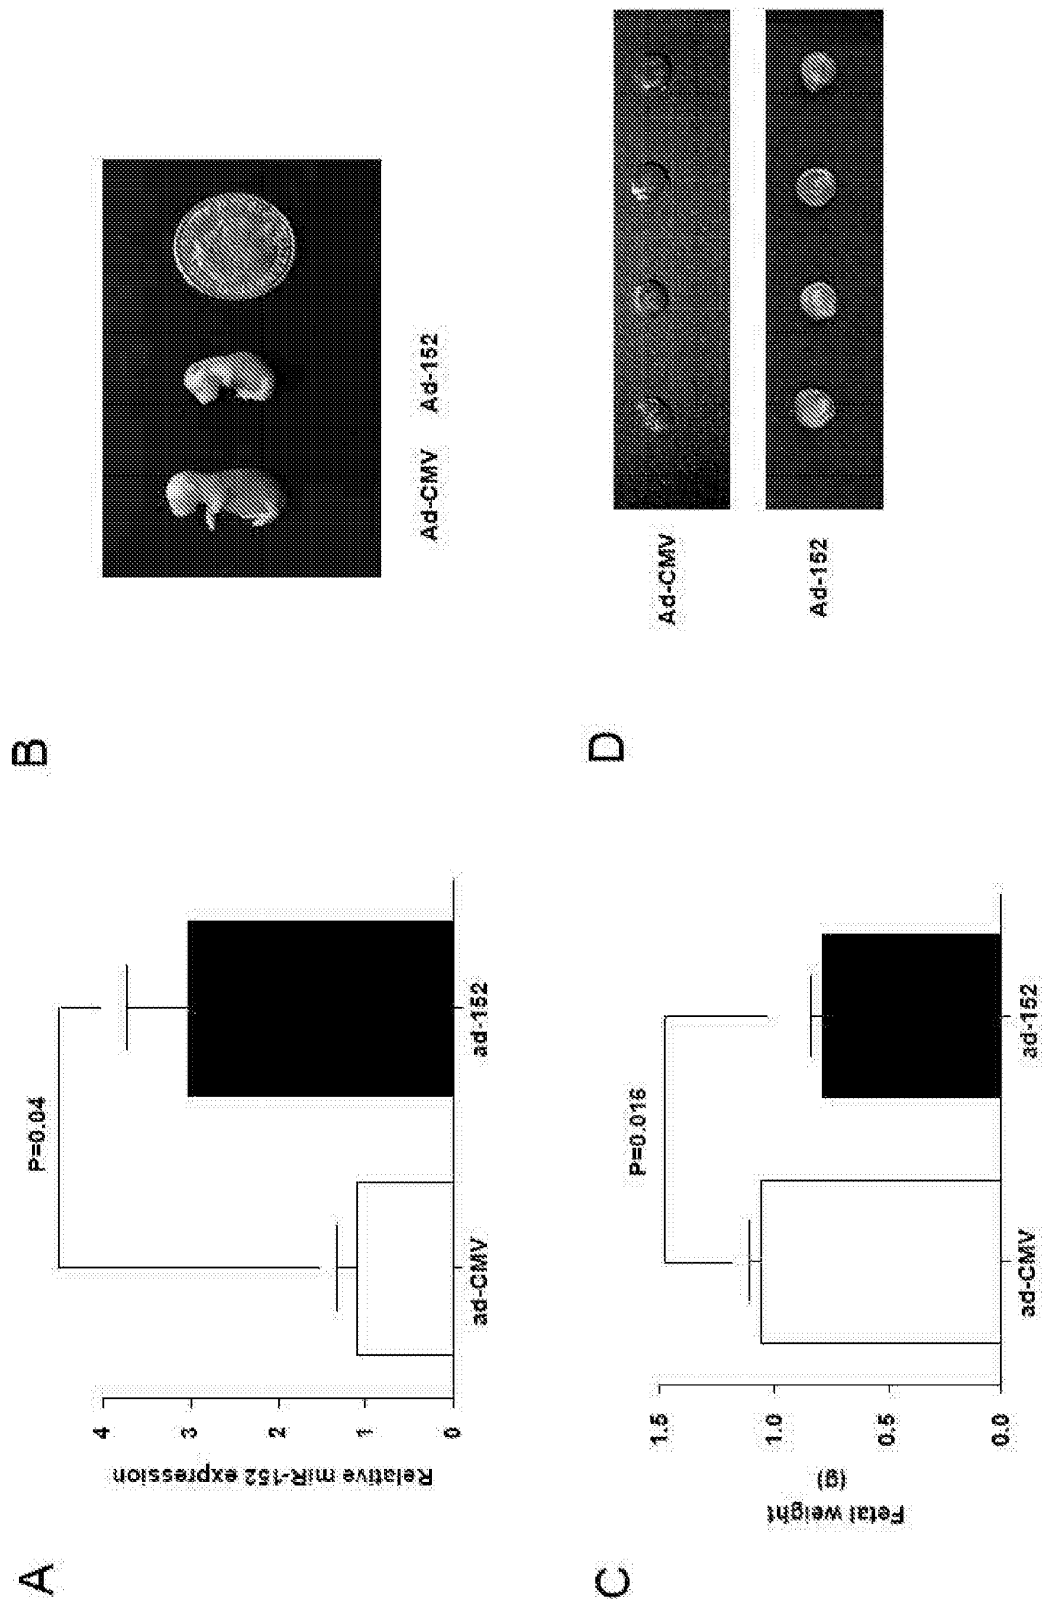 A
P=0.04
Relative miR-152 expression
4
3
2
1
0
ad-CMV
ad-152
B
Ad-CMV
Ad-152
C
P=0.016
Fetal weight
(g)
1.5
1.0
0.5
0.0
ad-CMV
ad-152
D
Ad-CMV
Ad-152